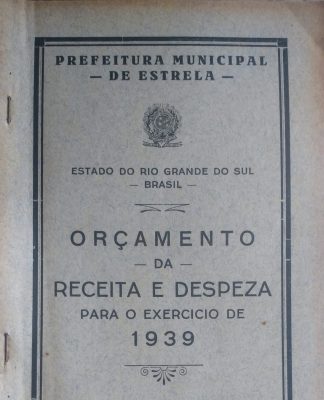 PREFEITURA MUNICIPAL
— DE ESTRELA —
ESTADO DO RIO GRANDE DO SUL
— BRASIL —
ORÇAMENTO
— DA —
RECEITA E DESPEZA
PARA O EXERCICIO DE
1939